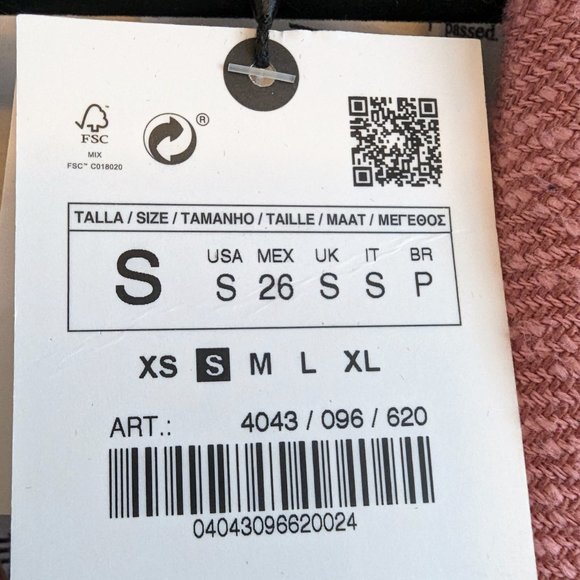 passed.
FSC
MIX
FSC™ C018020
®
TALLA / SIZE / TAMANHO / TAILLE / MAAT / ΜΕΓΕΘΟΣ
S
USA MEX UK IT BR
S 26 S S P
XS S M L XL
ART.: 4043 / 096 / 620
04043096620024